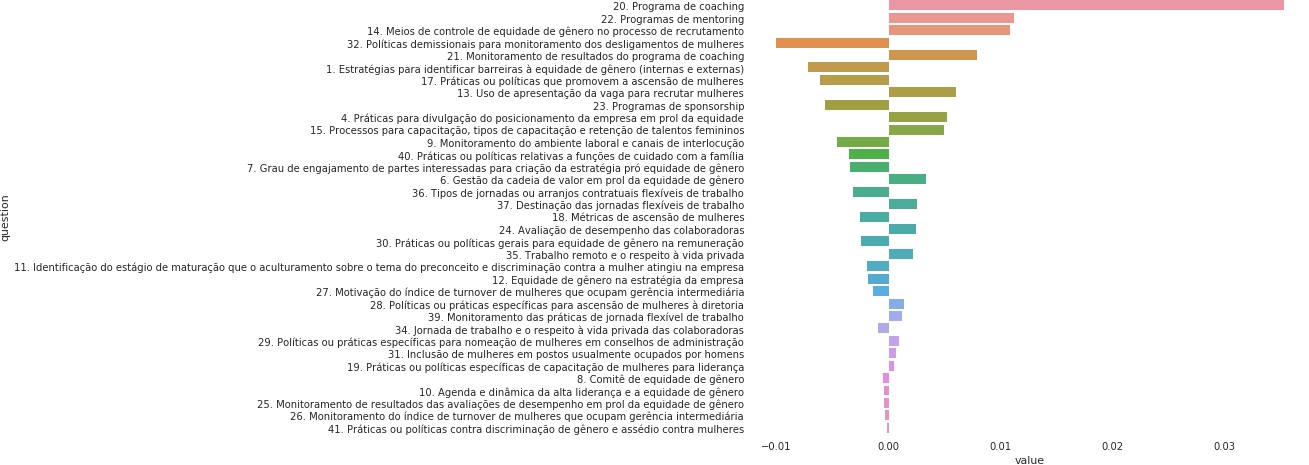 20. Programa de coaching
22. Programas de mentoring
14. Meios de controle de equidade de gênero no processo de recrutamento
32. Políticas demissionais para monitoramento dos desligamentos de mulheres
21. Monitoramento de resultados do programa de coaching
1. Estratégias para identificar barreiras à equidade de gênero (internas e externas)
17. Práticas ou políticas que promovem a ascensão de mulheres
13. Uso de apresentação da vaga para recrutar mulheres
23. Programas de sponsorship
4. Práticas para divulgação do posicionamento da empresa em prol da equidade
15. Processos para capacitação, tipos de capacitação e retenção de talentos femininos
9. Monitoramento do ambiente laboral e canais de interlocução
40. Práticas ou políticas relativas a funções de cuidado com a família
7. Grau de engajamento de partes interessadas para criação da estratégia pró equidade de gênero
6. Gestão da cadeia de valor em prol da equidade de gênero
36. Tipos de jornadas ou arranjos contratuais flexíveis de trabalho
37. Destinação das jornadas flexíveis de trabalho
18. Métricas de ascensão de mulheres
24. Avaliação de desempenho das colaboradoras
30. Práticas ou políticas gerais para equidade de gênero na remuneração
35. Trabalho remoto e o respeito à vida privada
11. Identificação do estágio de maturação que o aculturamento sobre o tema do preconceito e discriminação contra a mulher atingiu na empresa
12. Equidade de gênero na estratégia da empresa
27. Motivação do índice de turnover de mulheres que ocupam gerência intermediária
28. Políticas ou práticas específicas para ascensão de mulheres à diretoria
39. Monitoramento das práticas de jornada flexível de trabalho
34. Jornada de trabalho e o respeito à vida privada das colaboradoras
29. Políticas ou práticas específicas para nomeação de mulheres em conselhos de administração
31. Inclusão de mulheres em postos usualmente ocupados por homens
19. Práticas ou políticas específicas de capacitação de mulheres para liderança
8. Comitê de equidade de gênero
10. Agenda e dinâmica da alta liderança e a equidade de gênero
25. Monitoramento de resultados das avaliações de desempenho em prol da equidade de gênero
26. Monitoramento do índice de turnover de mulheres que ocupam gerência intermediária
41. Práticas ou políticas contra discriminação de gênero e assédio contra mulheres
question
−0.01 0.00 0.01 0.02 0.03
value